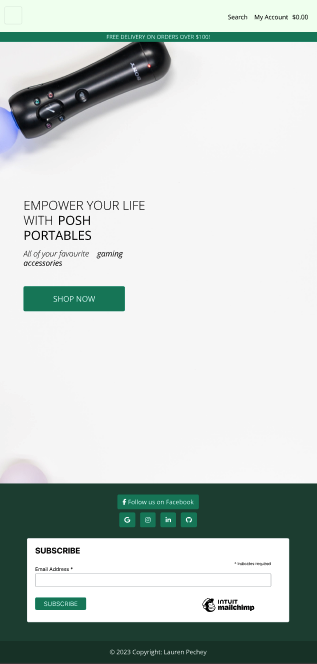 Search My Account $0.00
FREE DELIVERY ON ORDERS OVER $100!
SONY
EMPOWER YOUR LIFE
WITH POSH
PORTABLES
All of your favourite gaming
accessories
SHOP NOW
Follow us on Facebook
SUBSCRIBE
* indicates required
Email Address *
SUBSCRIBE
INTUIT
mailchimp
© 2023 Copyright: Lauren Pechey